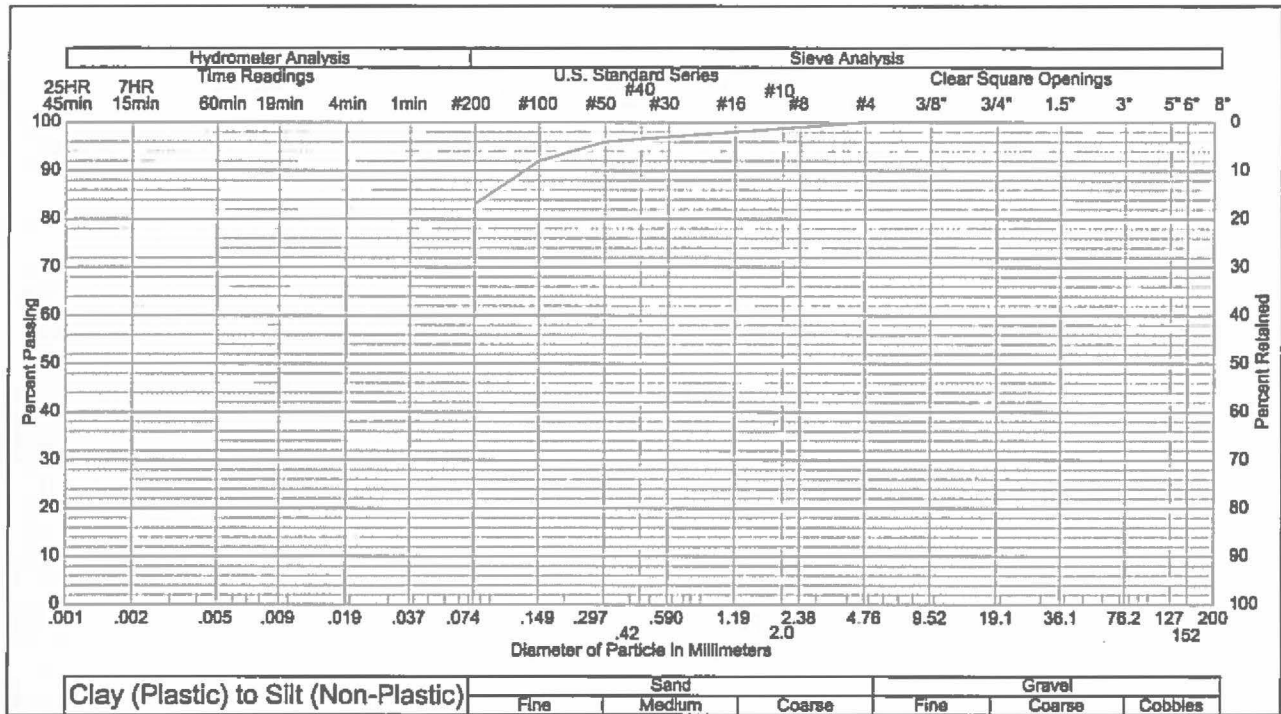 Hydrometer Analysis Sieve Analysis
Time Readings U.S. Standard Series Clear Square Openings
25HR 7HR #40 #10
45min 15min 60min 19min 4min 1min #200 #100 #50 #30 #16 #8 #4 3/8" 3/4" 1.5" 3" 5" 6" 8"
100 0
90 10
80 20
70 30
60 40
50 50
40 60
30 70
20 80
10 90
0 100
Percent Passing
Percent Retained
.001 .002 .005 .009 .019 .037 .074 .149 .297 .590 1.19 2.38 4.76 9.52 19.1 36.1 76.2 127 200
.42 2.0 152
Diameter of Particle in Millimeters
Clay (Plastic) to Silt (Non-Plastic)
Sand Gravel
Fine Medium Coarse Fine Coarse Cobbles